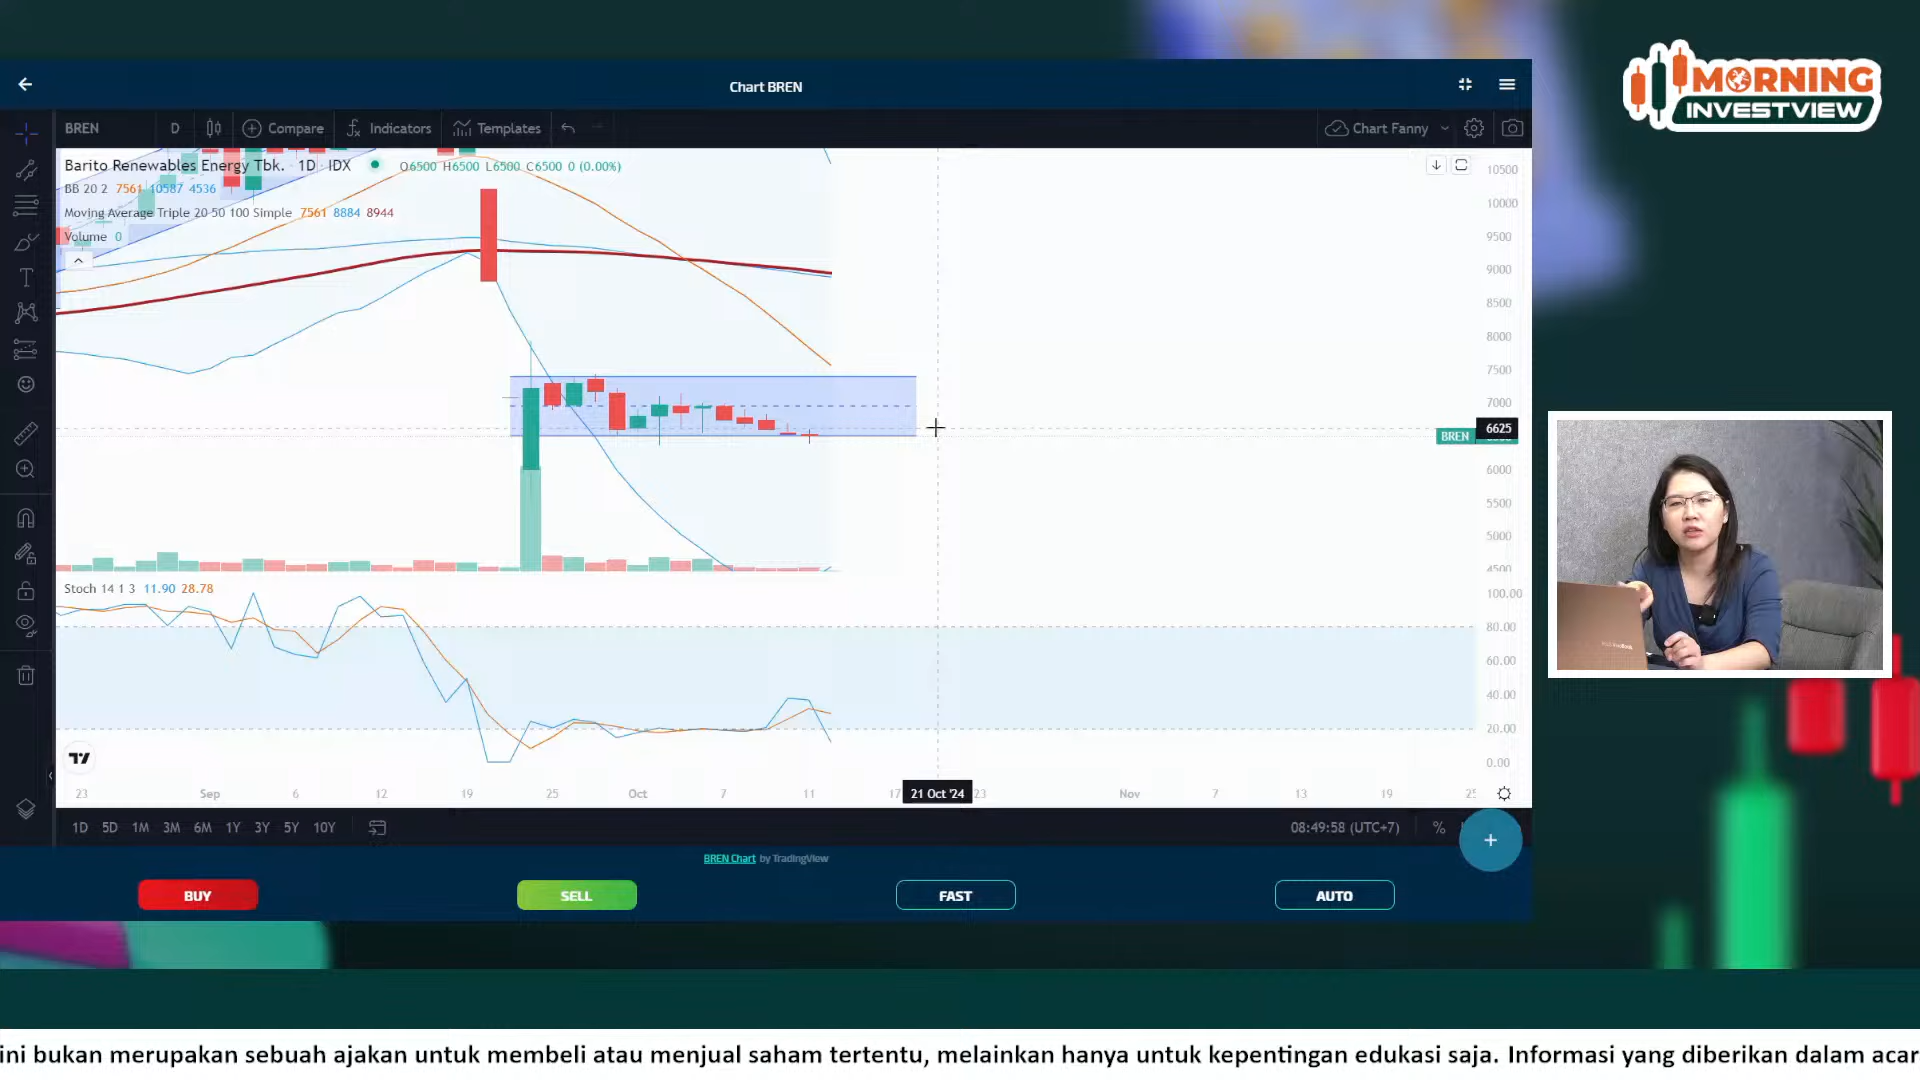 MORNING
INVESTVIEW
Chart BREN
BREN D Compare Indicators Templates Chart Fanny
Barito Renewables Energy Tbk. 1D IDX O6500 H6500 L6500 C6500 0 (0.00%)
BB 20 2 7561 10587 4536
Moving Average Triple 20 50 100 Simple 7561 8884 8944
Volume 0
10500
10000
9500
9000
8500
8000
7500
7000
6625
BREN
6000
5500
5000
4500
Stoch 14 1 3 11.90 28.78
100.00
80.00
60.00
40.00
20.00
0.00
23 Sep 6 12 19 25 Oct 7 11 17 21 Oct '24 23 Nov 7 13 19 25
1D 5D 1M 3M 6M 1Y 3Y 5Y 10Y 08:49:58 (UTC+7) %
BREN Chart by TradingView
BUY SELL FAST AUTO
ini bukan merupakan sebuah ajakan untuk membeli atau menjual saham tertentu, melainkan hanya untuk kepentingan edukasi saja. Informasi yang diberikan dalam acar